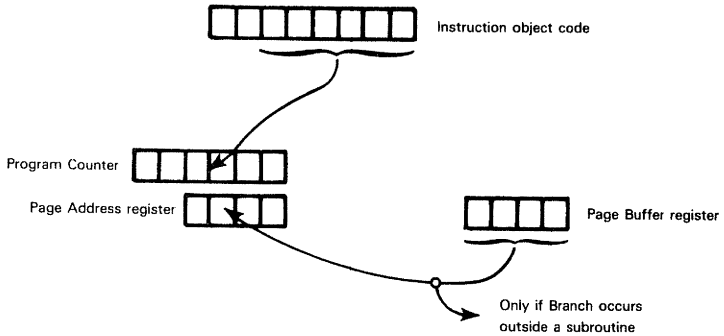 Instruction object code
Program Counter
Page Address register
Page Buffer register
Only if Branch occurs
outside a subroutine